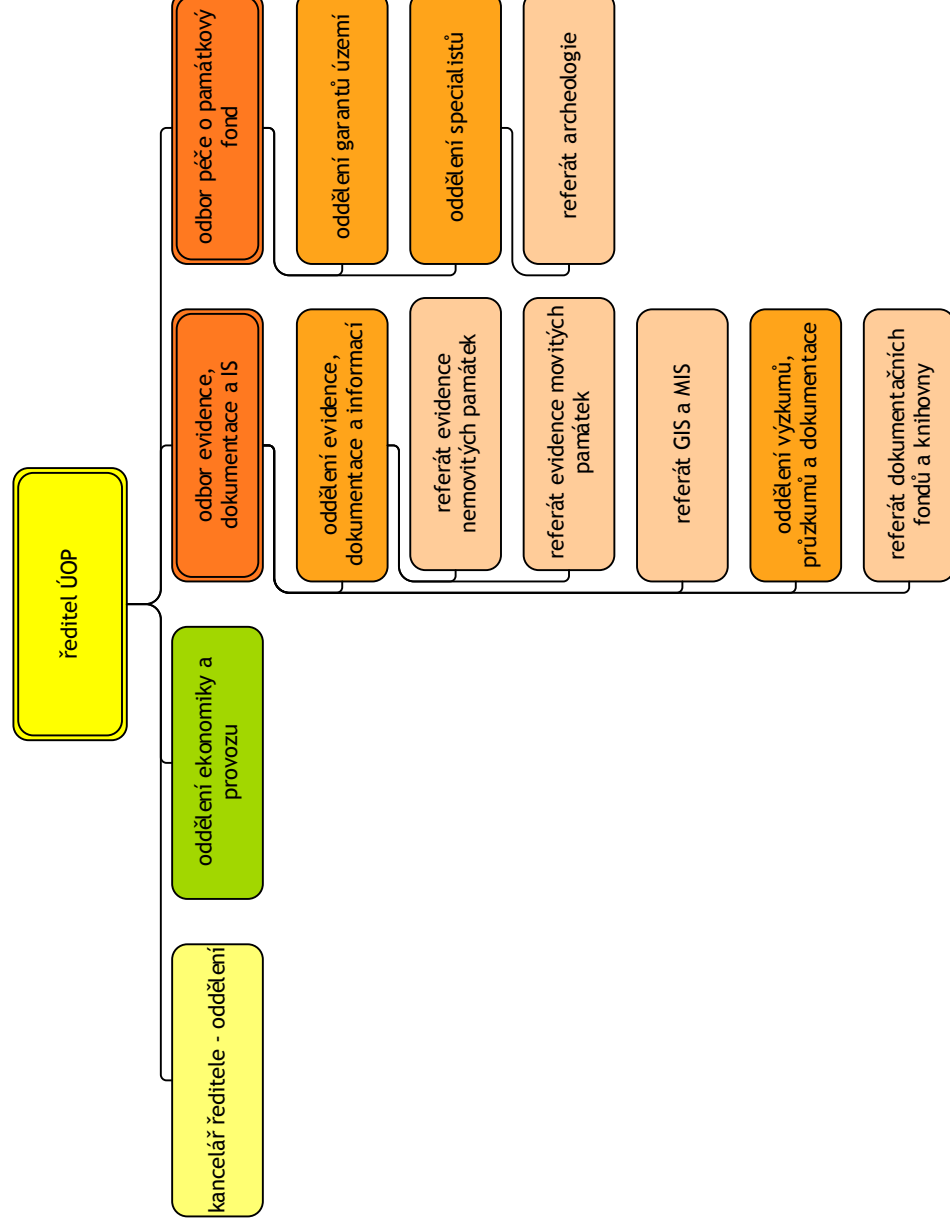 ředitel ÚOP
kancelář ředitele - oddělení
oddělení ekonomiky a
provozu
odbor evidence,
dokumentace a IS
oddělení evidence,
dokumentace a informací
referát evidence
nemovitých památek
referát evidence movitých
památek
referát GIS a MIS
oddělení výzkumů,
průzkumů a dokumentace
referát dokumentačních
fondů a knihovny
odbor péče o památkový
fond
oddělení garantů území
oddělení specialistů
referát archeologie